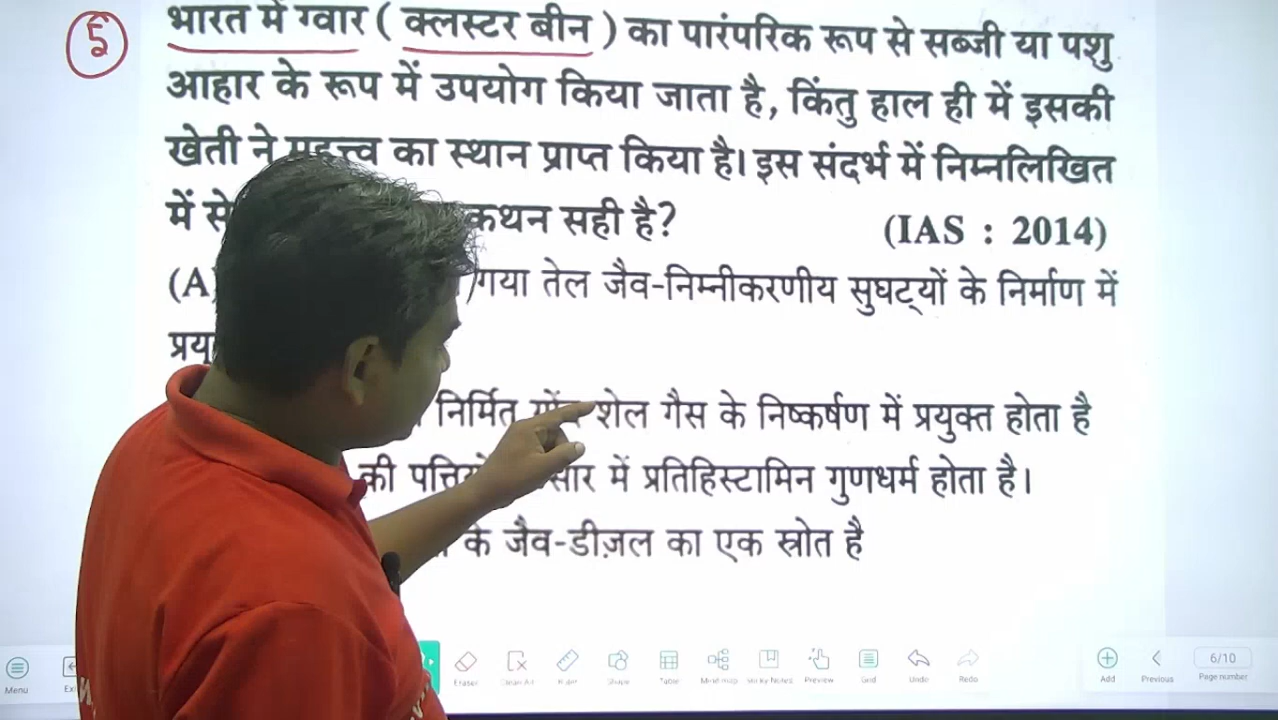 5
भारत में ग्वार ( क्लस्टर बीन ) का पारंपरिक रूप से सब्जी या पशु
आहार के रूप में उपयोग किया जाता है, किंतु हाल ही में इसकी
खेती ने महत्त्व का स्थान प्राप्त किया है। इस संदर्भ में निम्नलिखित
में से कथन सही है? (IAS : 2014)
(A) गया तेल जैव-निम्नीकरणीय सुघट्यों के निर्माण में
निर्मित गोंद शेल गैस के निष्कर्षण में प्रयुक्त होता है
की में प्रतिहिस्टामिन गुणधर्म होता है।
के जैव-डीज़ल का एक स्रोत है
Menu Eraser Clean All Ruler Shape Table Mind map Sticky Notes Preview Grid Undo Redo Add Previous 6/10 Page number